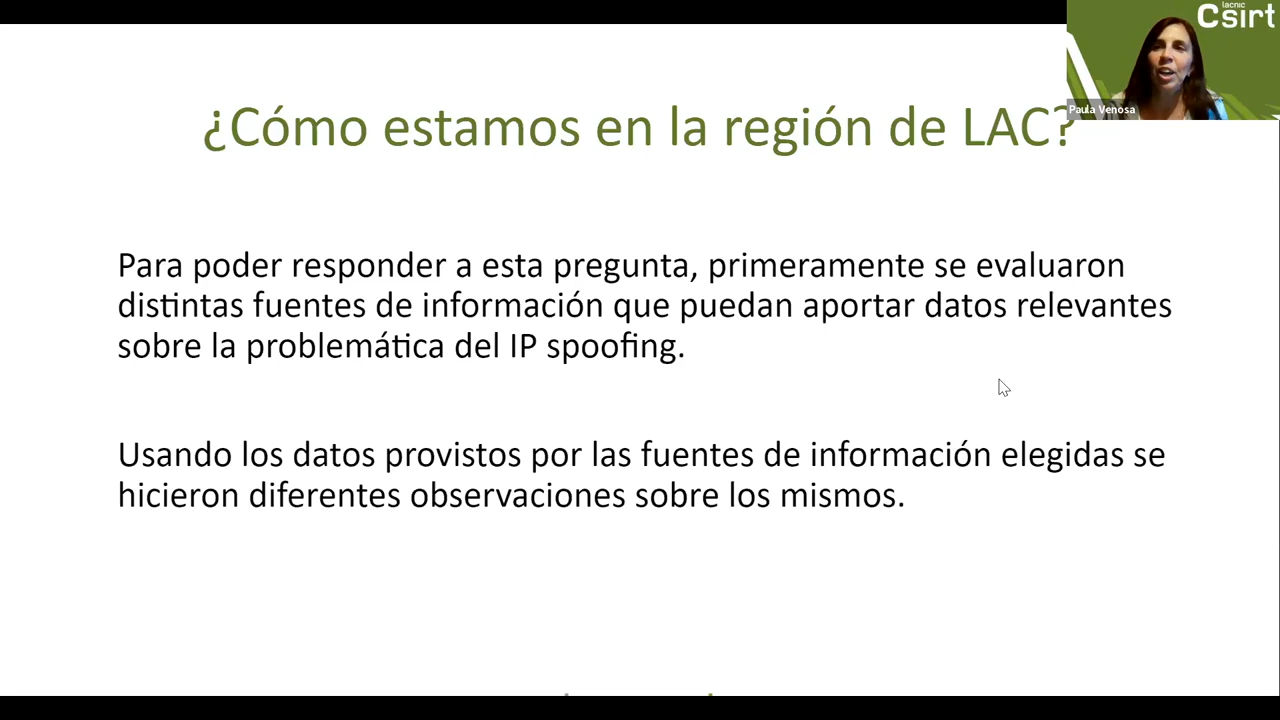 lacnic
Csirt
Paula Venosa
¿Cómo estamos en la región de LAC?
Para poder responder a esta pregunta, primeramente se evaluaron
distintas fuentes de información que puedan aportar datos relevantes
sobre la problemática del IP spoofing.
Usando los datos provistos por las fuentes de información elegidas se
hicieron diferentes observaciones sobre los mismos.